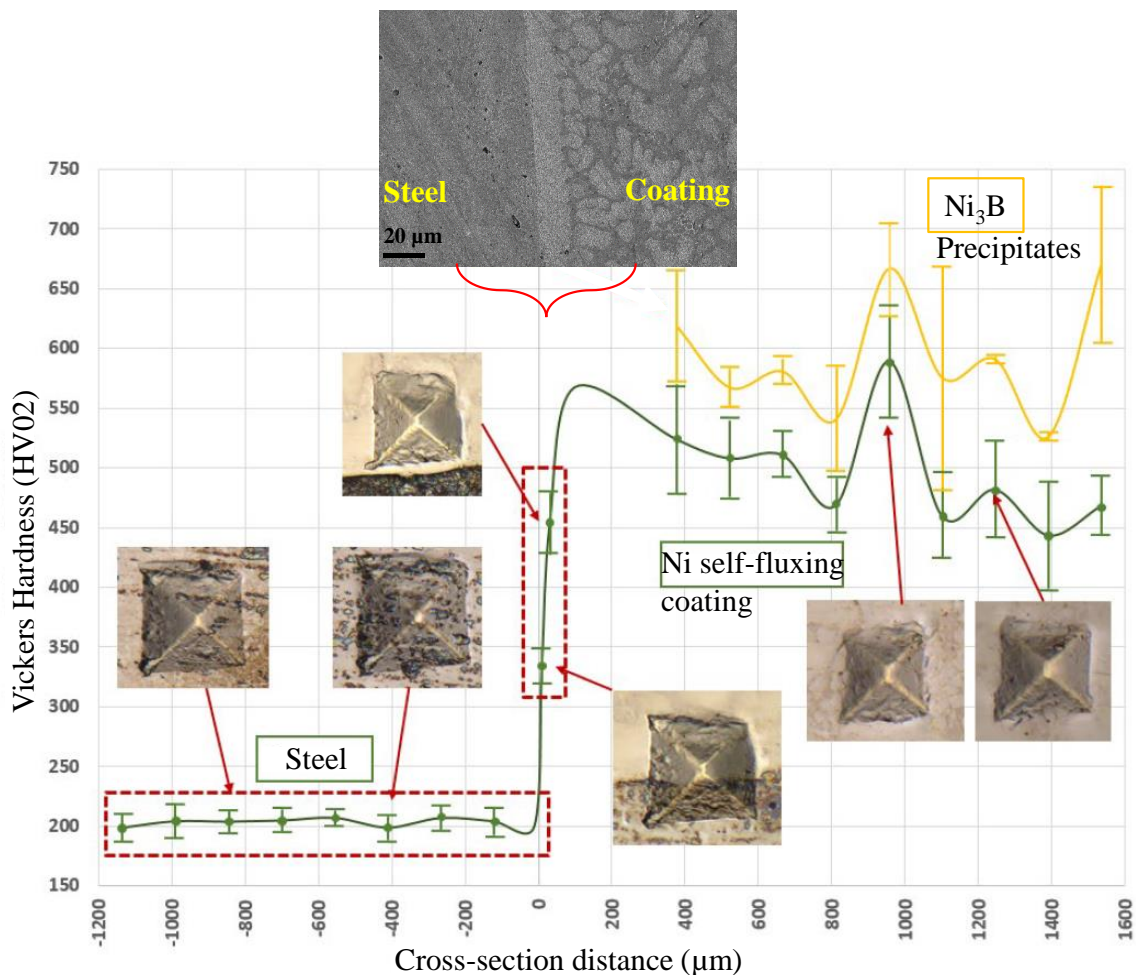 Steel
Coating
20 µm
Ni₃B
Precipitates
Ni self-fluxing
coating
Steel
Vickers Hardness (HV02)
750
700
650
600
550
500
450
400
350
300
250
200
150
-1200
-1000
-800
-600
-400
-200
0
200
400
600
800
1000
1200
1400
1600
Cross-section distance (µm)